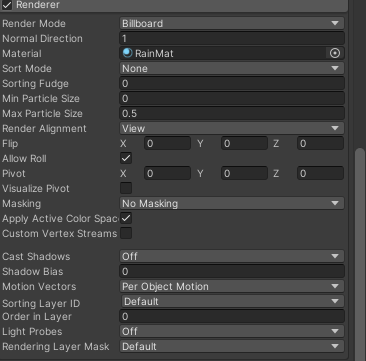 Renderer
Render Mode Billboard
Normal Direction 1
Material RainMat
Sort Mode None
Sorting Fudge 0
Min Particle Size 0
Max Particle Size 0.5
Render Alignment View
Flip X 0 Y 0 Z 0
Allow Roll
Pivot X 0 Y 0 Z 0
Visualize Pivot
Masking No Masking
Apply Active Color Spac
Custom Vertex Streams
Cast Shadows Off
Shadow Bias 0
Motion Vectors Per Object Motion
Sorting Layer ID Default
Order in Layer 0
Light Probes Off
Rendering Layer Mask Default